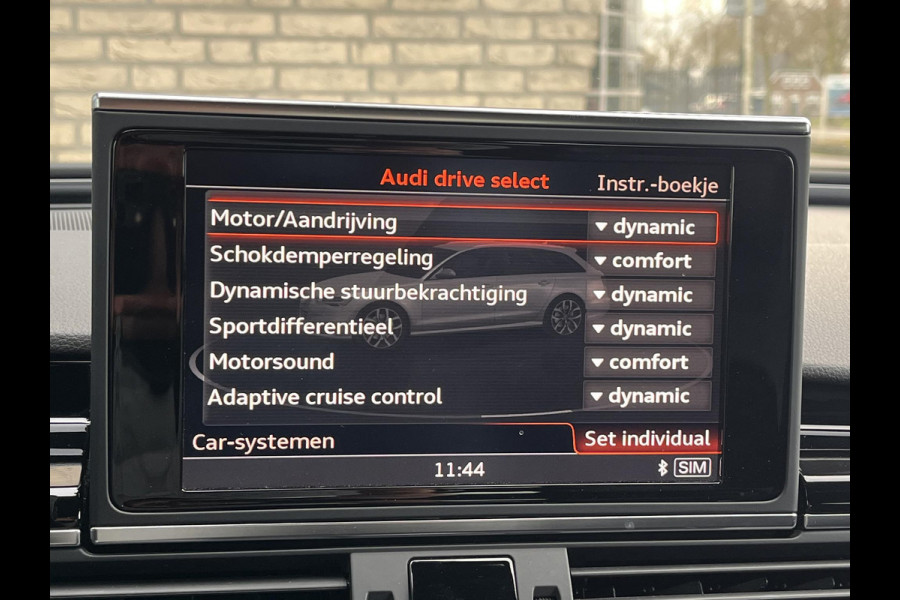 Audi drive select
Instr.-boekje
Motor/Aandrijving ▼ dynamic
Schokdemperregeling ▼ comfort
Dynamische stuurbekrachtiging ▼ dynamic
Sportdifferentieel ▼ dynamic
Motorsound ▼ comfort
Adaptive cruise control ▼ dynamic
Car-systemen
Set individual
11:44
SIM